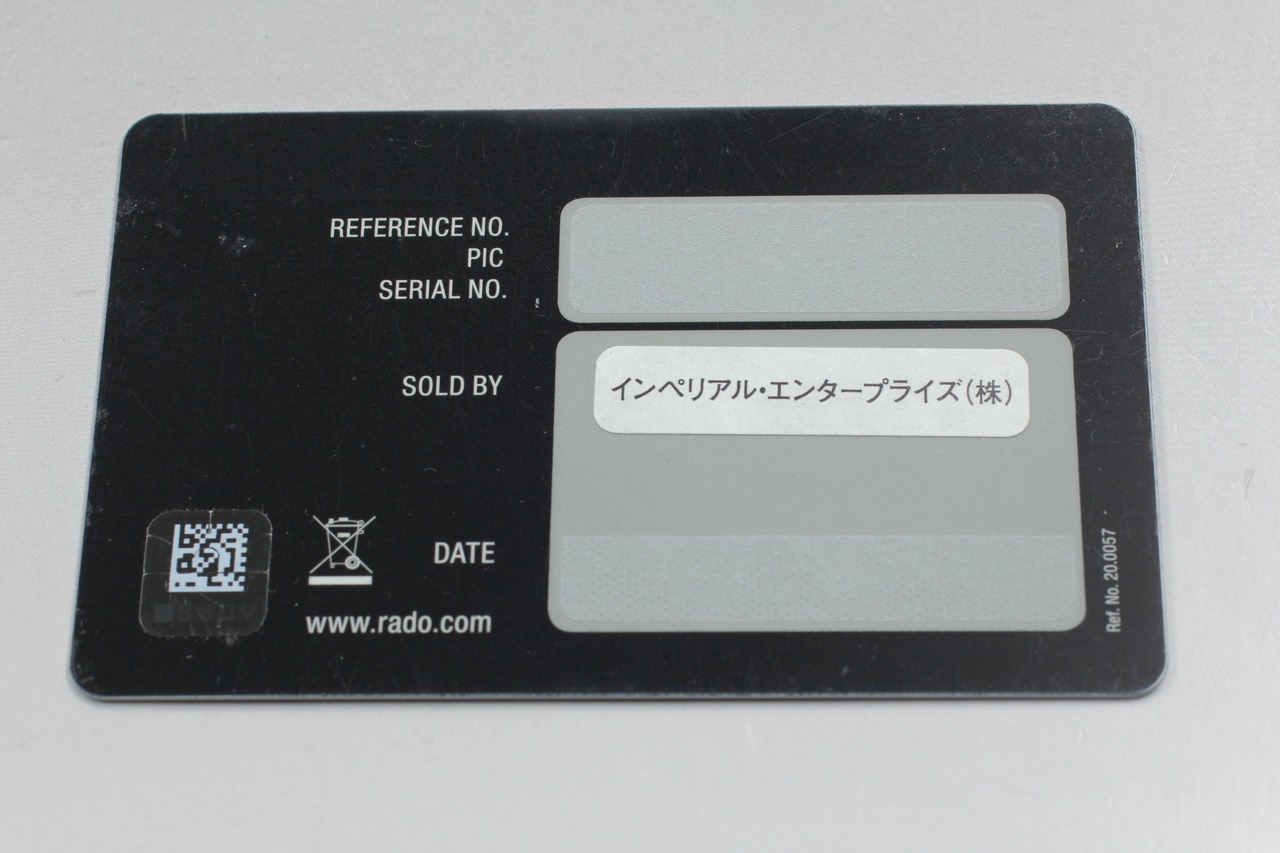 REFERENCE NO.
PIC
SERIAL NO.
SOLD BY
インペリアル・エンタープライズ(株)
DATE
www.rado.com
Ref. No. 20.0057